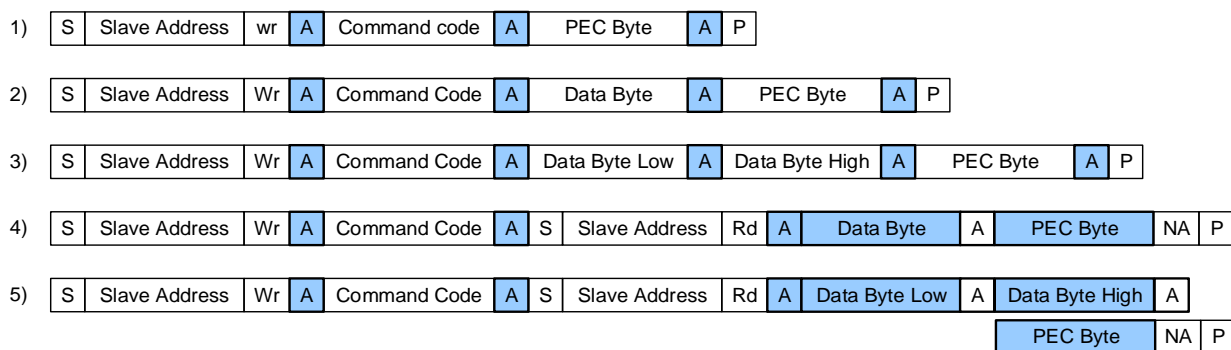 1) S Slave Address wr A Command code A PEC Byte A P
2) S Slave Address Wr A Command Code A Data Byte A PEC Byte A P
3) S Slave Address Wr A Command Code A Data Byte Low A Data Byte High A PEC Byte A P
4) S Slave Address Wr A Command Code A S Slave Address Rd A Data Byte A PEC Byte NA P
5) S Slave Address Wr A Command Code A S Slave Address Rd A Data Byte Low A Data Byte High A
PEC Byte NA P